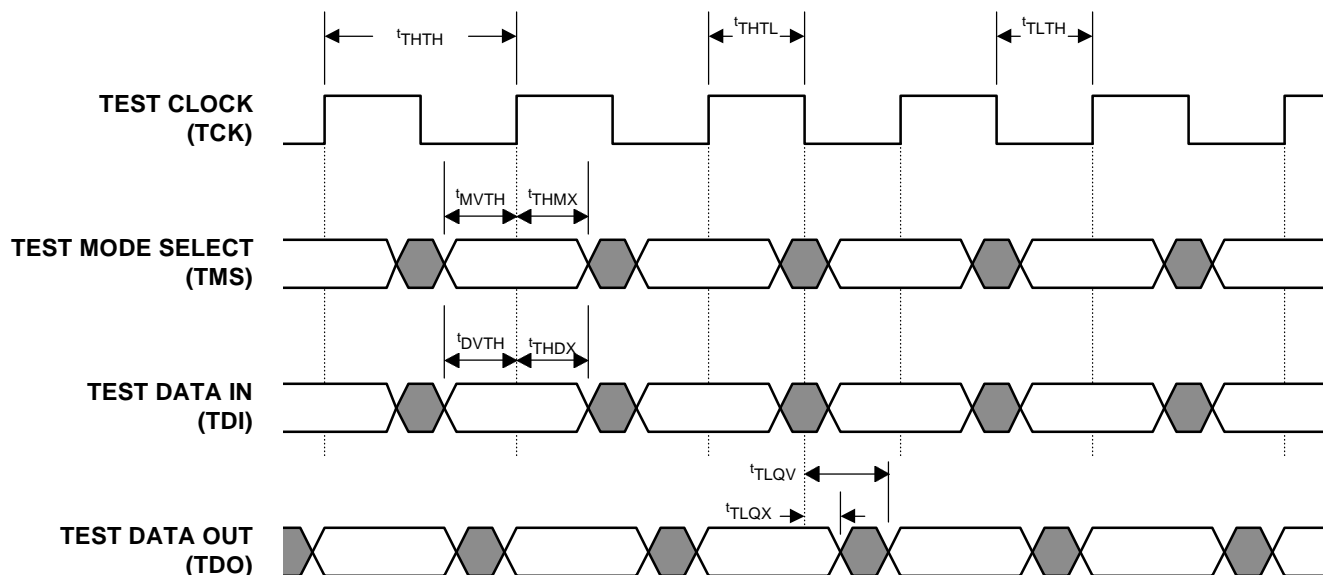 tTHTH
tTHTL
tTLTH
TEST CLOCK
(TCK)
tMVTH
tTHMX
TEST MODE SELECT
(TMS)
tDVTH
tTHDX
TEST DATA IN
(TDI)
tTLQV
tTLQX
TEST DATA OUT
(TDO)